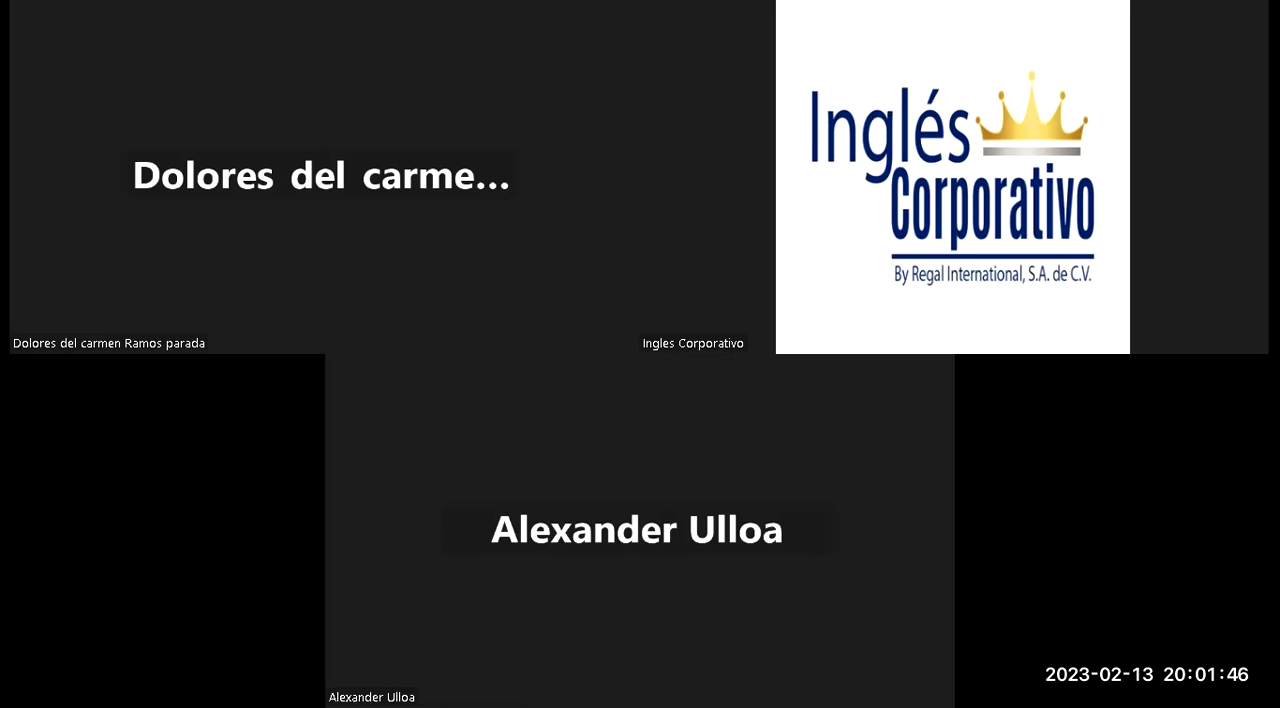 Dolores del carme...
Dolores del carmen Ramos parada
Inglés
Corporativo
By Regal International, S.A. de C.V.
Ingles Corporativo
Alexander Ulloa
Alexander Ulloa
2023-02-13 20:01:46